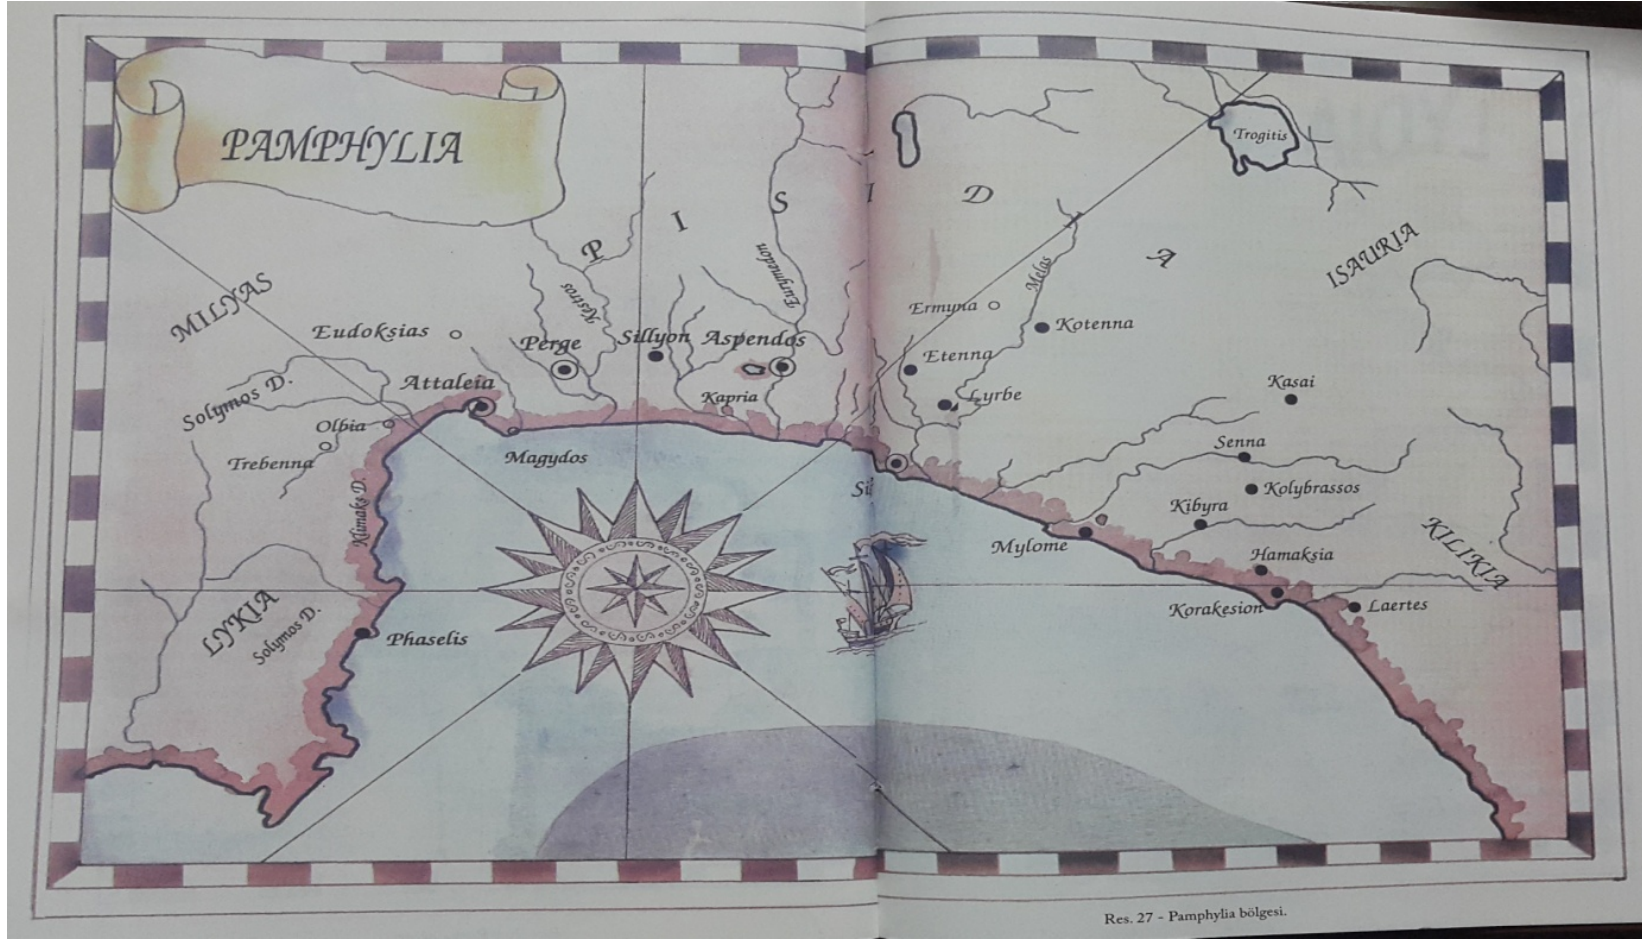 PAMPHYLIA
Trogitis
P I S I D I A
ISAURIA
MILYAS
Eurymedon
Kestros
Melas
Ermyna
Kotenna
Eudoksias
Perge
Sillyon
Aspendos
Etenna
Solymos D.
Attaleia
Kapria
Lyrbe
Kasai
Olbia
Trebenna
Magydos
Senna
Klimaks D.
Kolybrassos
Kibyra
Mylome
KILIKIA
Hamaksia
LYKIA
Solymos D.
Korakesion
Laertes
Phaselis
Res. 27 - Pamphylia bölgesi.